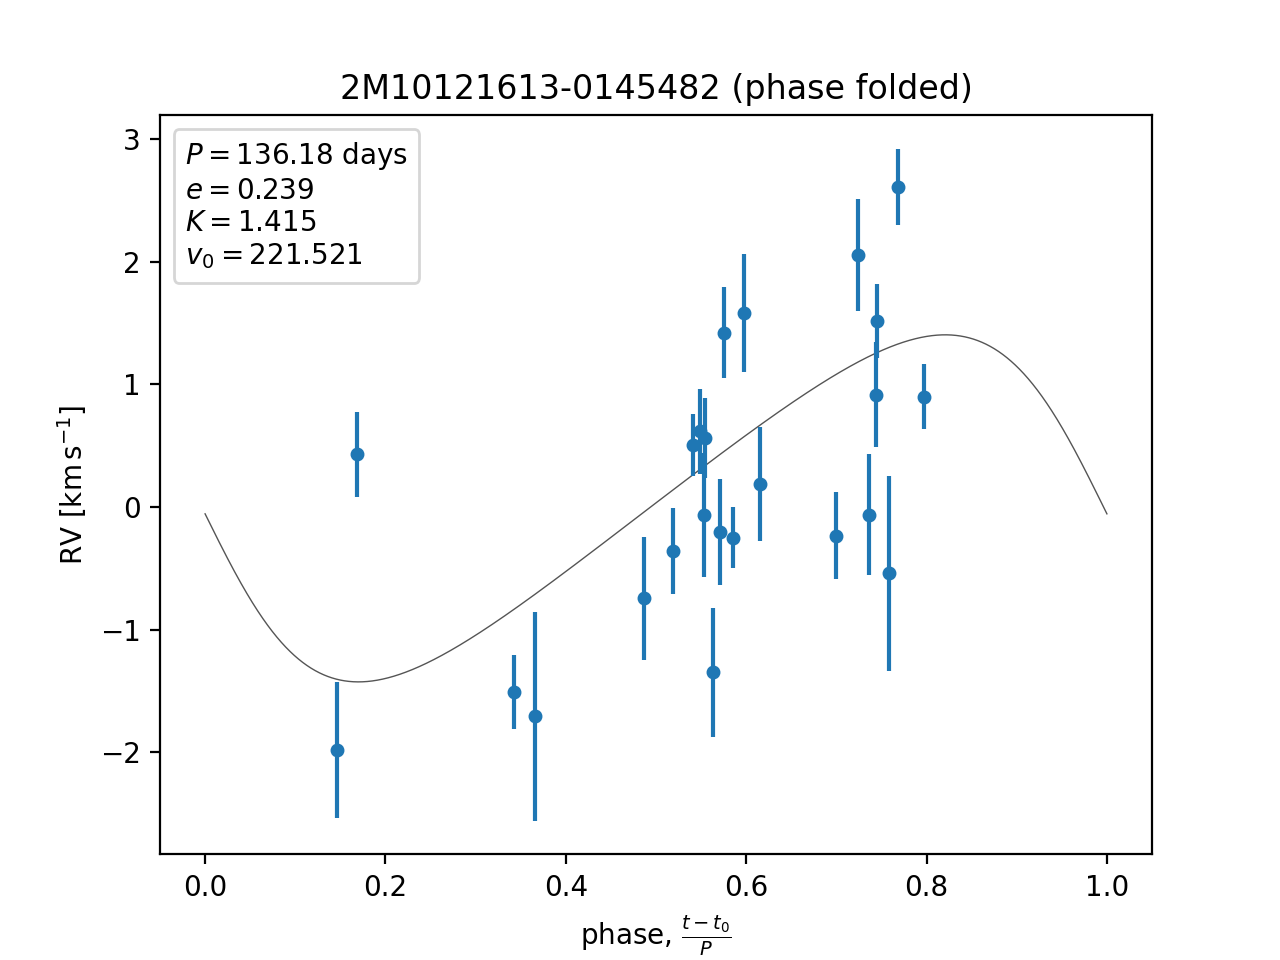 2M10121613-0145482 (phase folded)
P = 136.18 days
e = 0.239
K = 1.415
v₀ = 221.521
3
2
1
0
−1
−2
RV [km s⁻¹]
0.0 0.2 0.4 0.6 0.8 1.0
phase, (t − t₀)/P